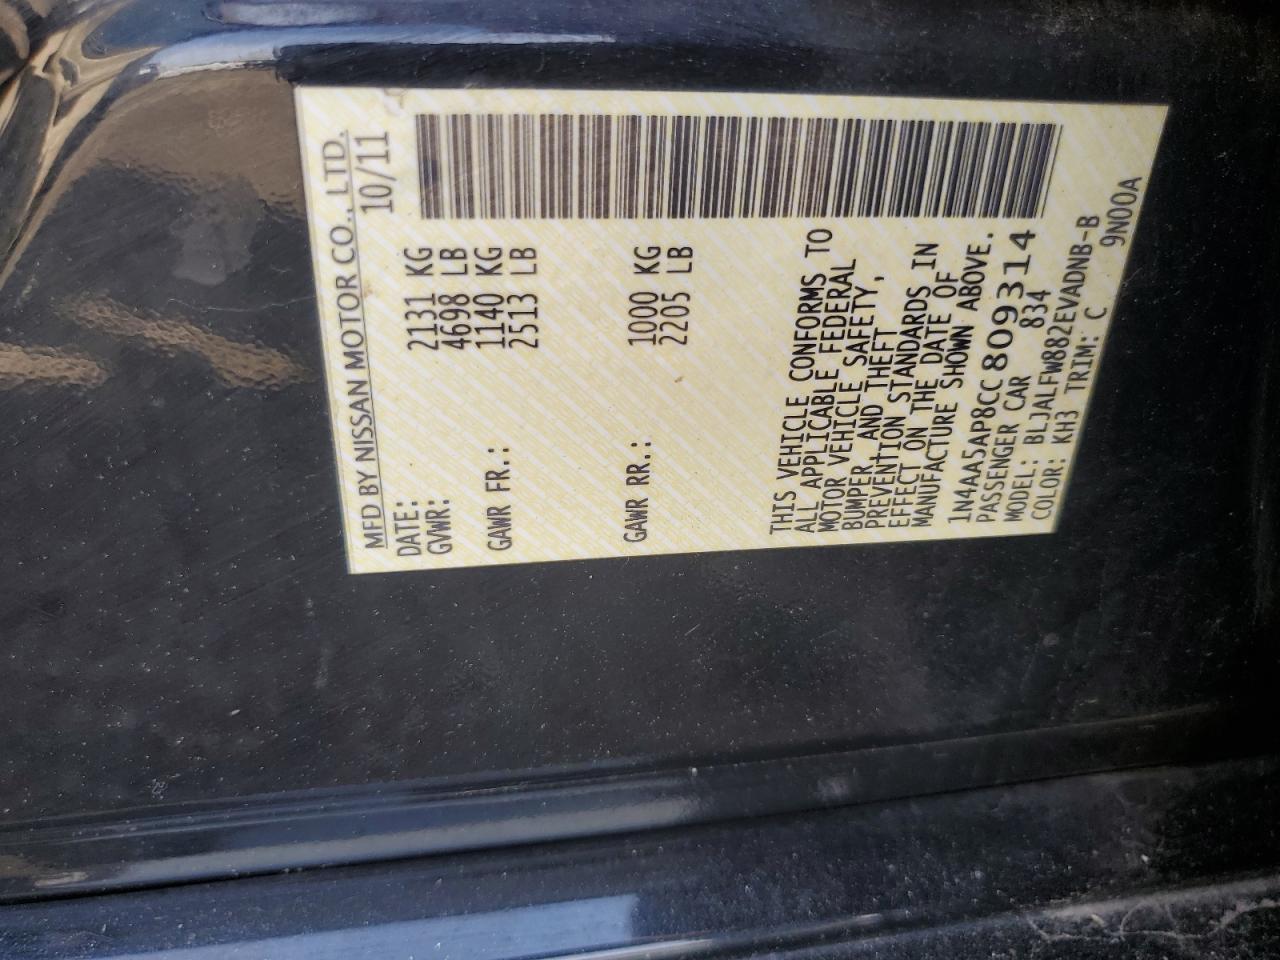 MFD BY NISSAN MOTOR CO., LTD.
DATE: 10/11
GVWR: 2131 KG
4698 LB
GAWR FR.: 1140 KG
2513 LB
GAWR RR.: 1000 KG
2205 LB
THIS VEHICLE CONFORMS TO
ALL APPLICABLE FEDERAL
MOTOR VEHICLE SAFETY,
BUMPER, AND THEFT
PREVENTION STANDARDS IN
EFFECT ON THE DATE OF
MANUFACTURE SHOWN ABOVE.
1N4AA5AP8CC809314
PASSENGER CAR 834
MODEL: BLJALFW882EVADNB-B
COLOR: KH3 TRIM: C 9N00A